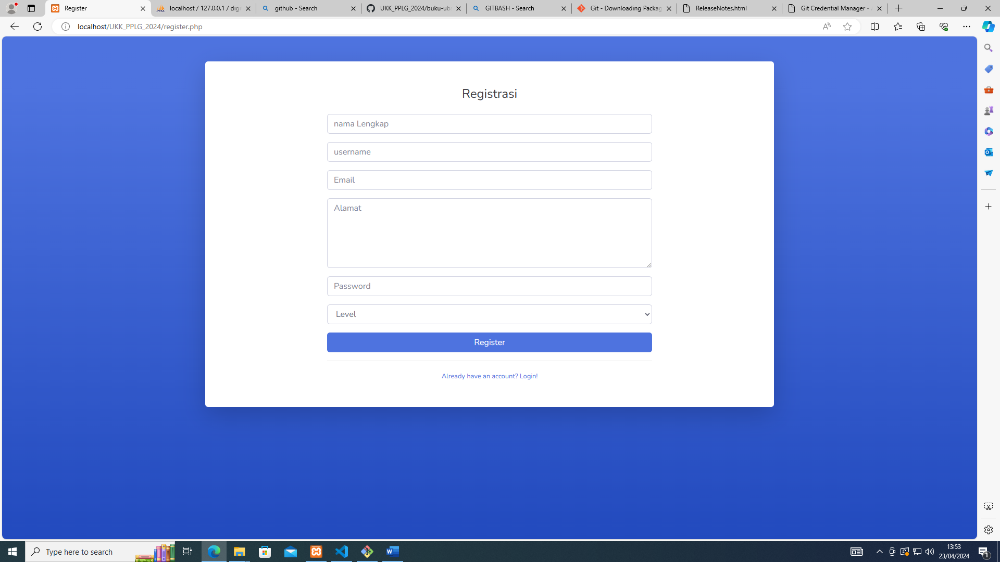 Register
localhost / 127.0.0.1 / dig
github - Search
UKK_PPLG_2024/buku-ub
GITBASH - Search
Git - Downloading Packag
ReleaseNotes.html
Git Credential Manager -
localhost/UKK_PPLG_2024/register.php
Registrasi
nama Lengkap
username
Email
Alamat
Password
Level
Register
Already have an account? Login!
Type here to search
13:53
23/04/2024
1